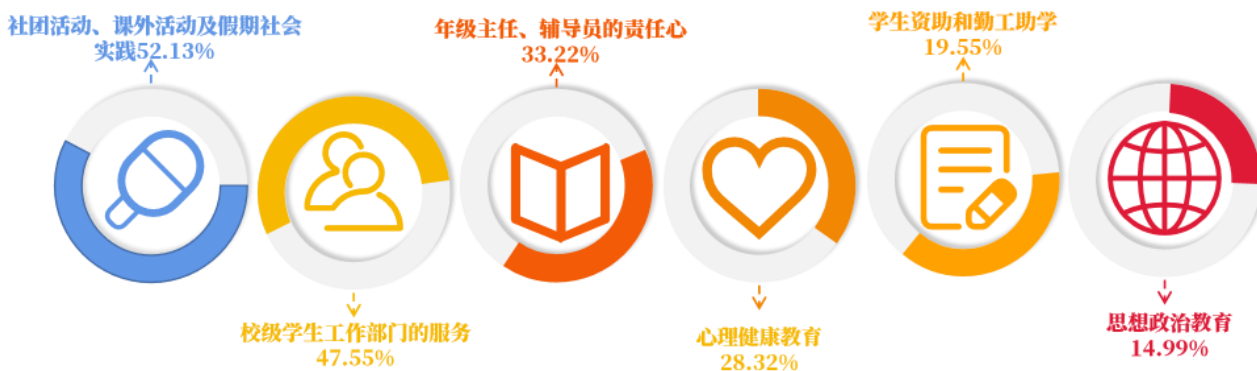 社团活动、课外活动及假期社会
实践52.13%
校级学生工作部门的服务
47.55%
年级主任、辅导员的责任心
33.22%
心理健康教育
28.32%
学生资助和勤工助学
19.55%
思想政治教育
14.99%